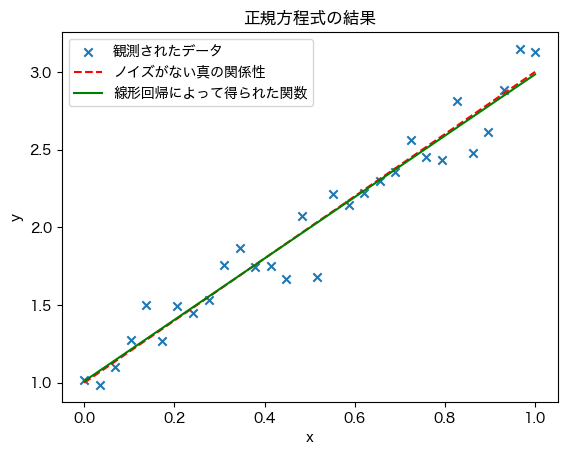 正規方程式の結果
観測されたデータ
ノイズがない真の関係性
線形回帰によって得られた関数
3.0
2.5
2.0
1.5
1.0
y
0.0 0.2 0.4 0.6 0.8 1.0
x